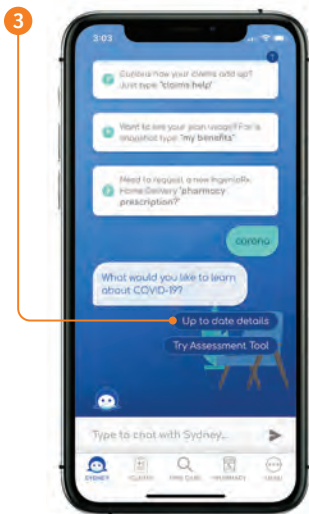 3
3:03
Curious how your claims add up?
Just type "claims help"
Want to see your plan usage? For a
snapshot type "my benefits"
Need to request a new IngenioRx
Home Delivery "pharmacy
prescription?"
corona
What would you like to learn
about COVID-19?
Up to date details
Try Assessment Tool
Type to chat with Sydney...
SYDNEY CLAIMS FIND CARE PHARMACY MENU